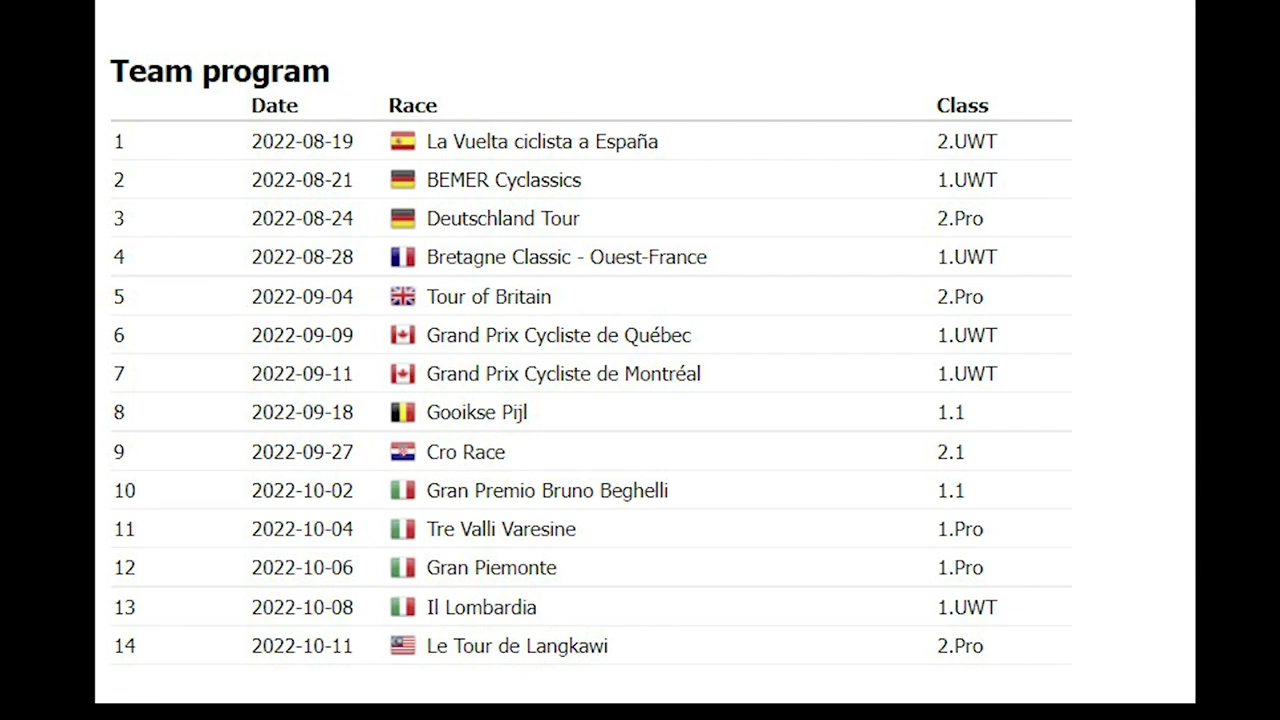 Team program
Date Race Class
1 2022-08-19 La Vuelta ciclista a España 2.UWT
2 2022-08-21 BEMER Cyclassics 1.UWT
3 2022-08-24 Deutschland Tour 2.Pro
4 2022-08-28 Bretagne Classic - Ouest-France 1.UWT
5 2022-09-04 Tour of Britain 2.Pro
6 2022-09-09 Grand Prix Cycliste de Québec 1.UWT
7 2022-09-11 Grand Prix Cycliste de Montréal 1.UWT
8 2022-09-18 Gooikse Pijl 1.1
9 2022-09-27 Cro Race 2.1
10 2022-10-02 Gran Premio Bruno Beghelli 1.1
11 2022-10-04 Tre Valli Varesine 1.Pro
12 2022-10-06 Gran Piemonte 1.Pro
13 2022-10-08 Il Lombardia 1.UWT
14 2022-10-11 Le Tour de Langkawi 2.Pro